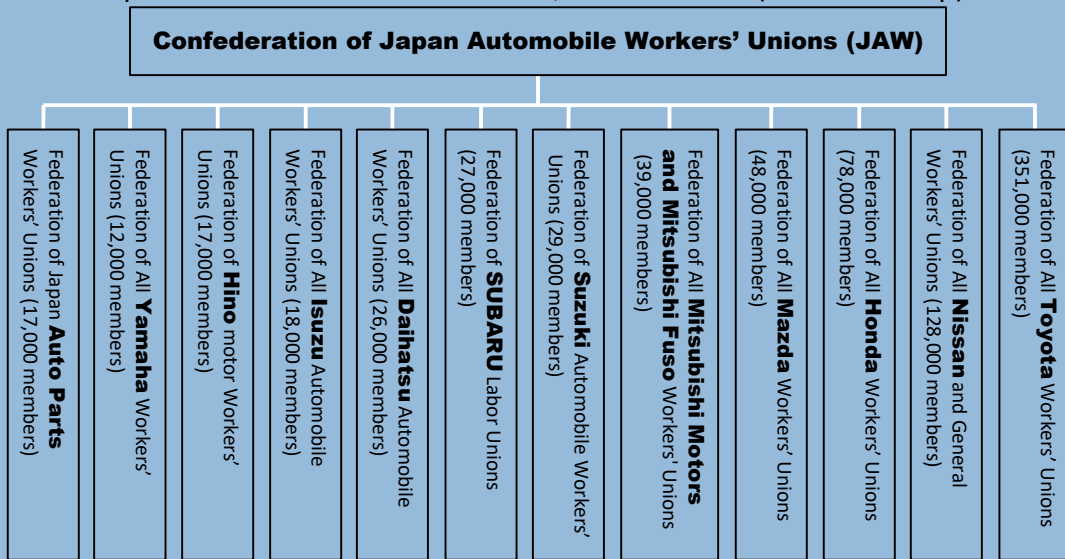 Confederation of Japan Automobile Workers’ Unions (JAW)
Federation of Japan Auto Parts
Workers’ Unions (17,000 members)
Federation of All Yamaha Workers’
Unions (12,000 members)
Federation of Hino motor Workers’
Unions (17,000 members)
Federation of All Isuzu Automobile
Workers’ Unions (18,000 members)
Federation of All Daihatsu Automobile
Workers’ Unions (26,000 members)
Federation of SUBARU Labor Unions
(27,000 members)
Federation of Suzuki Automobile Workers’
Unions (29,000 members)
Federation of All Mitsubishi Motors
and Mitsubishi Fuso Workers' Unions
(39,000 members)
Federation of All Mazda Workers’ Unions
(48,000 members)
Federation of All Honda Workers’ Unions
(78,000 members)
Federation of All Nissan and General
Workers’ Unions (128,000 members)
Federation of All Toyota Workers’ Unions
(351,000 members)